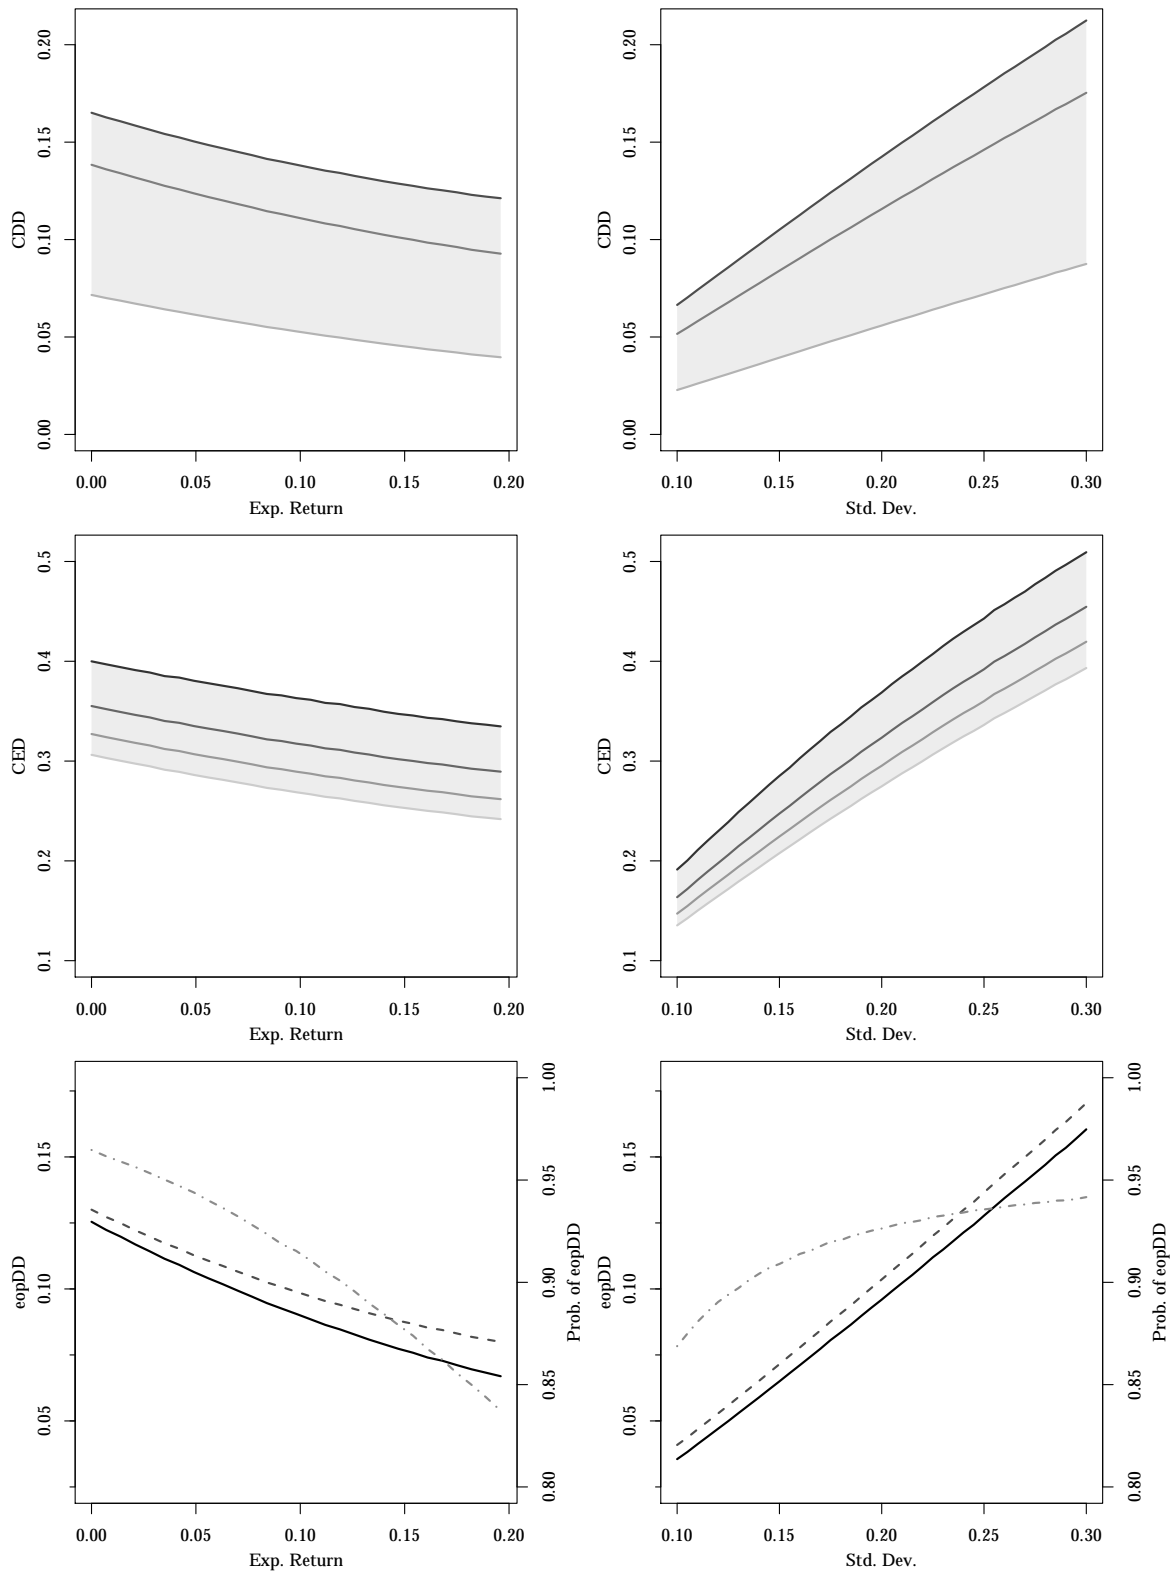 0.00 0.05 0.10 0.15 0.20
CDD
0.00 0.05 0.10 0.15 0.20
Exp. Return
0.00 0.05 0.10 0.15 0.20
CDD
0.10 0.15 0.20 0.25 0.30
Std. Dev.
0.1 0.2 0.3 0.4 0.5
CED
0.00 0.05 0.10 0.15 0.20
Exp. Return
0.1 0.2 0.3 0.4 0.5
CED
0.10 0.15 0.20 0.25 0.30
Std. Dev.
0.05 0.10 0.15
eopDD
0.80 0.85 0.90 0.95 1.00
Prob. of eopDD
0.00 0.05 0.10 0.15 0.20
Exp. Return
0.05 0.10 0.15
eopDD
0.80 0.85 0.90 0.95 1.00
Prob. of eopDD
0.10 0.15 0.20 0.25 0.30
Std. Dev.